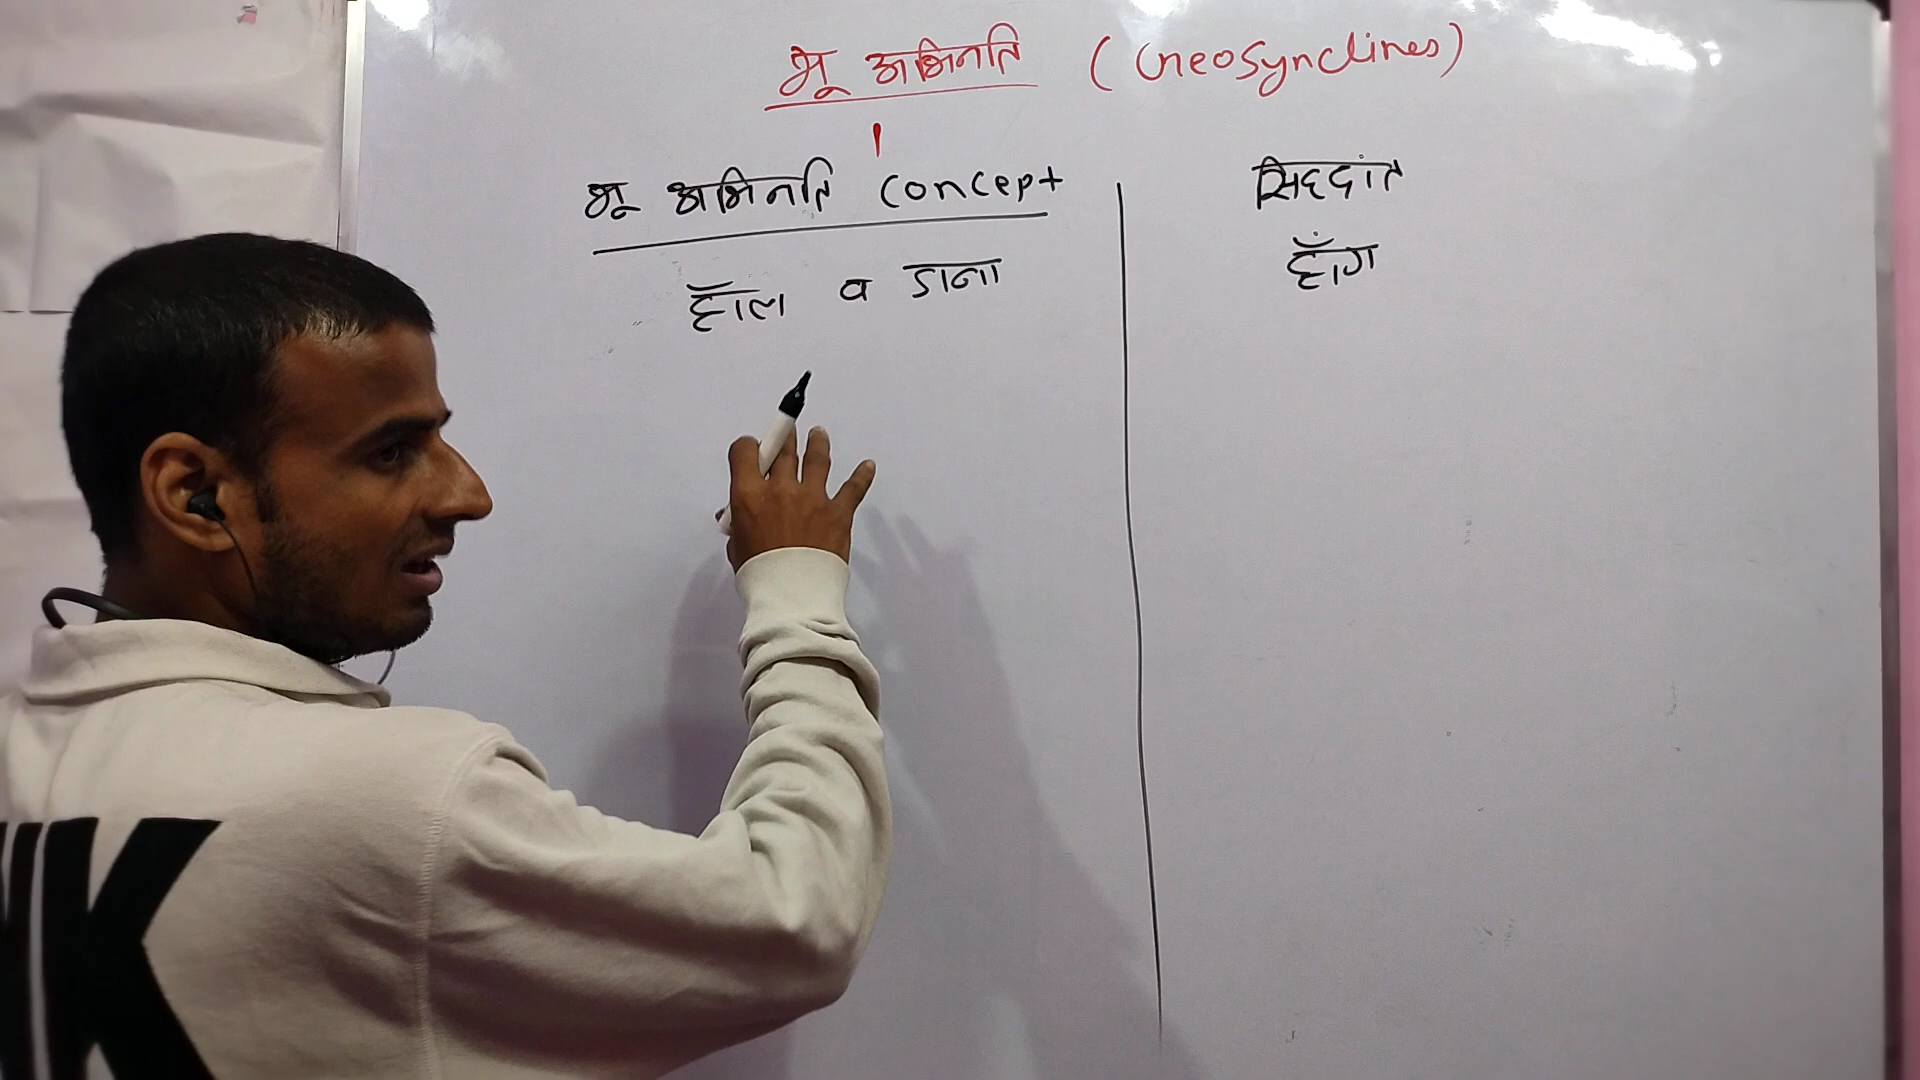 भू अभिनति (Geosynclines)
भू अभिनति concept
हॉल व डाना
सिद्दांत
हॉग